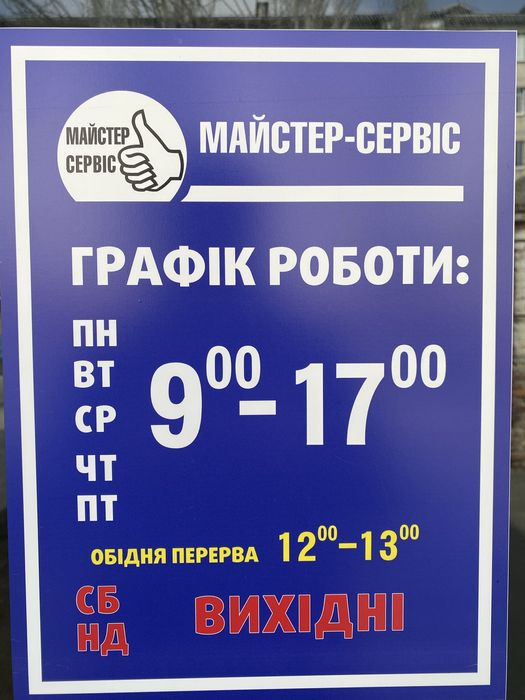 МАЙСТЕР
СЕРВІС
МАЙСТЕР-СЕРВІС
ГРАФІК РОБОТИ:
ПН
ВТ
СР
ЧТ
ПТ
9⁰⁰-17⁰⁰
ОБІДНЯ ПЕРЕРВА 12⁰⁰-13⁰⁰
СБ
НД
ВИХІДНІ